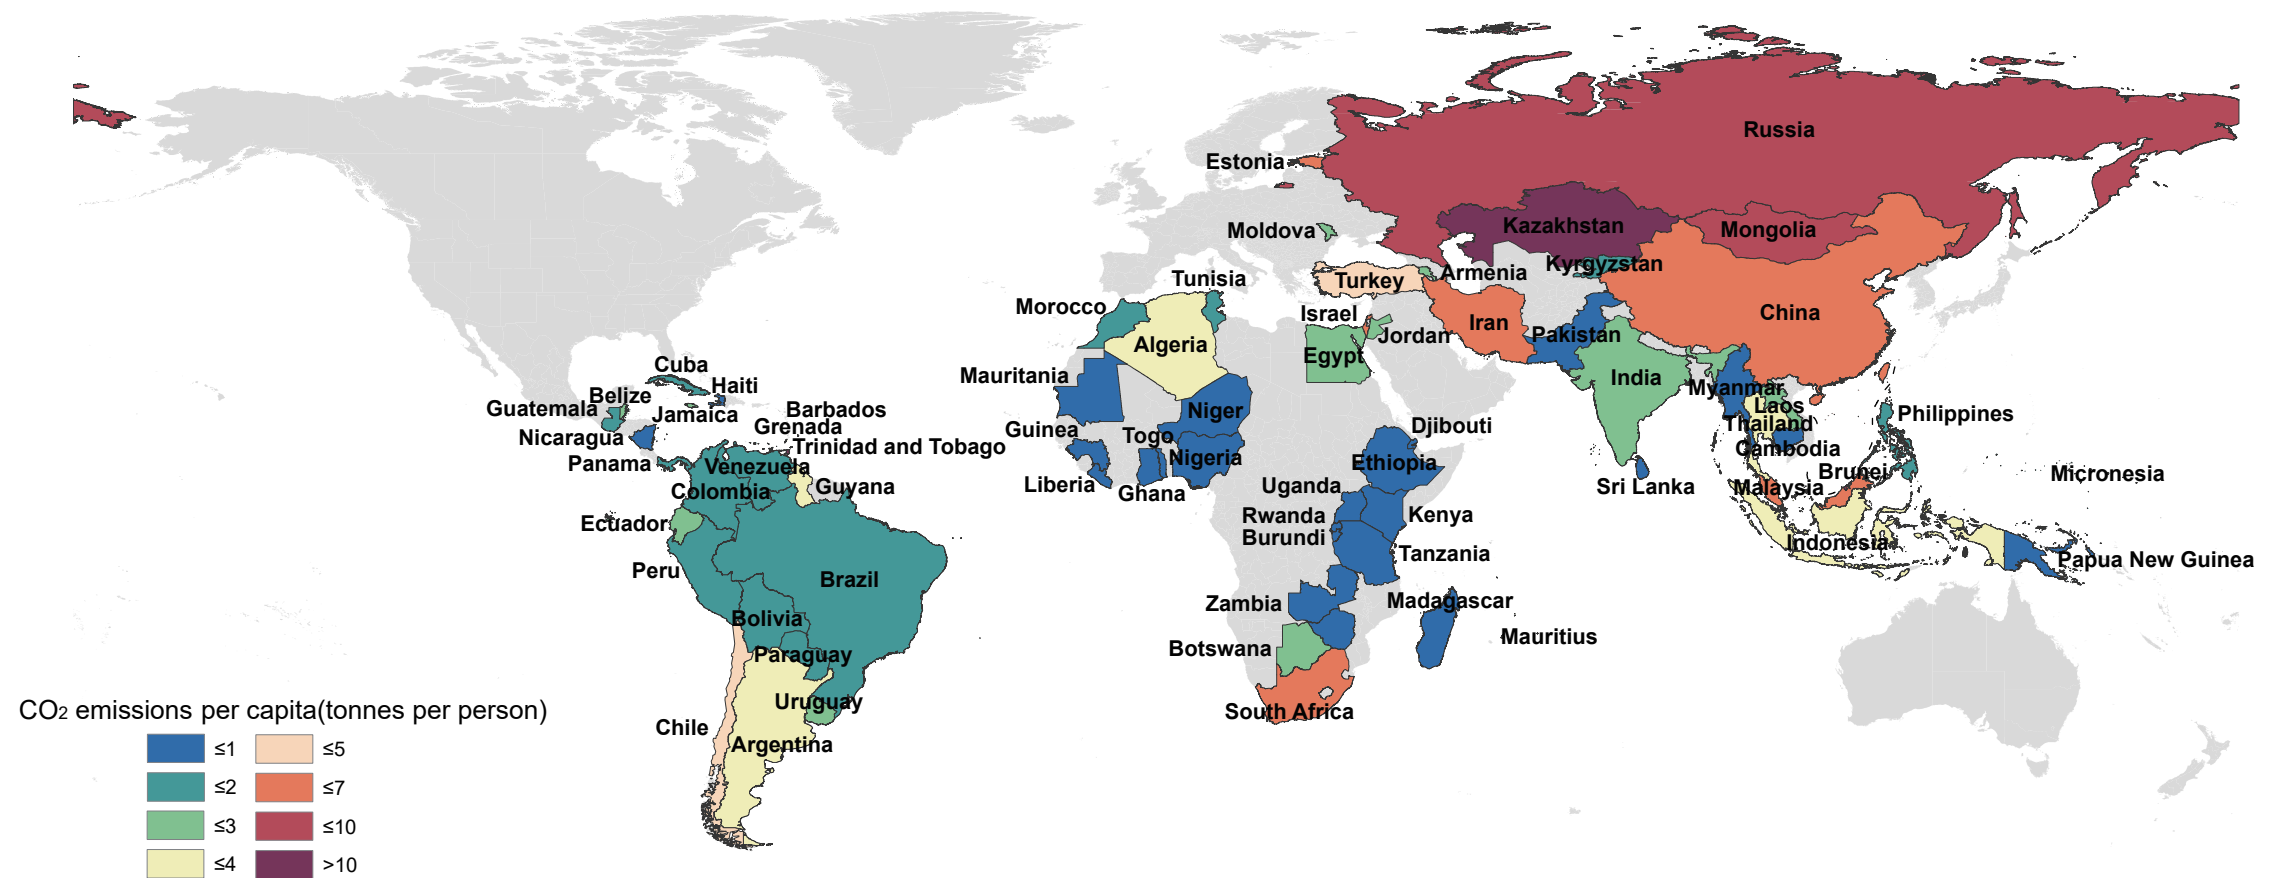 Russia
Estonia
Kazakhstan
Mongolia
Moldova
Kyrgyzstan
Armenia
Tunisia
Turkey
Morocco
Israel
China
Iran
Jordan
Pakistan
Algeria
Egypt
Cuba
Mauritania
India
Haiti
Myanmar
Belize
Guatemala
Jamaica
Barbados
Niger
Laos
Philippines
Grenada
Djibouti
Thailand
Nicaragua
Guinea
Togo
Trinidad and Tobago
Cambodia
Panama
Venezuela
Nigeria
Ethiopia
Brunei
Micronesia
Colombia
Guyana
Liberia
Ghana
Uganda
Sri Lanka
Malaysia
Ecuador
Rwanda
Kenya
Burundi
Indonesia
Tanzania
Papua New Guinea
Peru
Brazil
Zambia
Madagascar
Bolivia
Mauritius
Botswana
Paraguay
Uruguay
South Africa
CO2 emissions per capita(tonnes per person)
Chile
Argentina
≤1 ≤5
≤2 ≤7
≤3 ≤10
≤4 >10